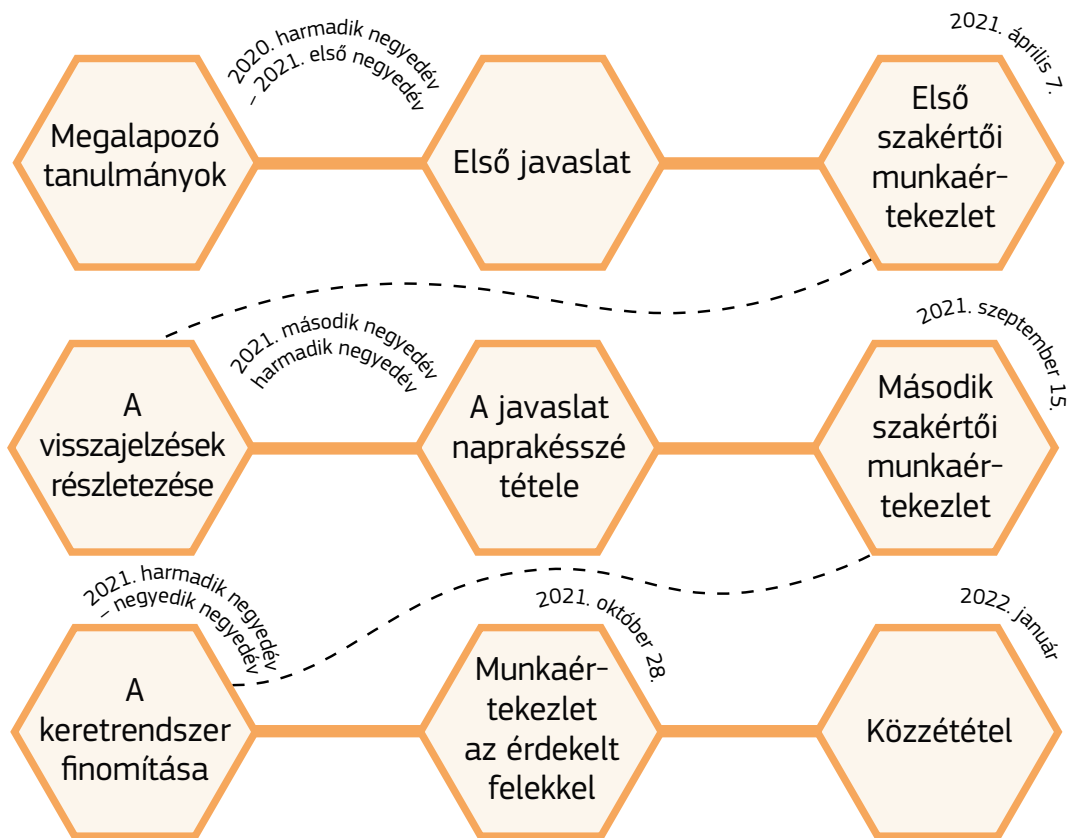 Megalapozó
tanulmányok
2020. harmadik negyedév
– 2021. első negyedév
Első javaslat
2021. április 7.
Első
szakértői
munkaér-
tekezlet
A
visszajelzések
részletezése
2021. második negyedév
harmadik negyedév
A javaslat
naprakésszé
tétele
2021. szeptember 15.
Második
szakértői
munkaér-
tekezlet
2021. harmadik negyedév
– negyedik negyedév
A
keretrendszer
finomítása
2021. október 28.
Munkaér-
tekezlet
az érdekelt
felekkel
2022. január
Közzététel